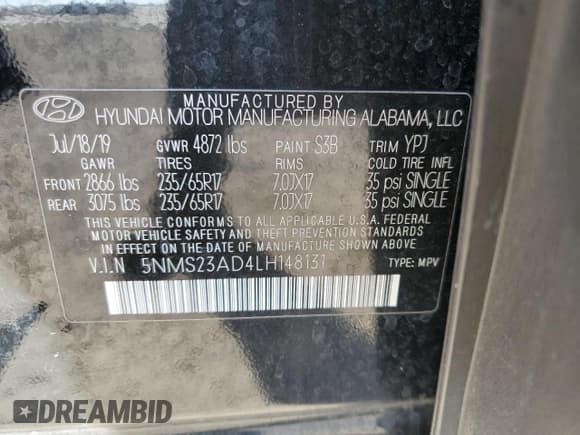 MANUFACTURED BY
HYUNDAI MOTOR MANUFACTURING ALABAMA, LLC
Jul/18/19 GVWR 4872 lbs PAINT S3B TRIM YPJ
GAWR TIRES RIMS COLD TIRE INFL
FRONT 2866 lbs 235/65R17 7.0JX17 35 psi SINGLE
REAR 3075 lbs 235/65R17 7.0JX17 35 psi SINGLE
THIS VEHICLE CONFORMS TO ALL APPLICABLE U.S.A. FEDERAL
MOTOR VEHICLE SAFETY AND THEFT PREVENTION STANDARDS
IN EFFECT ON THE DATE OF MANUFACTURE SHOWN ABOVE.
V.I.N 5NMS23AD4LH148131 TYPE: MPV
DREAMBID